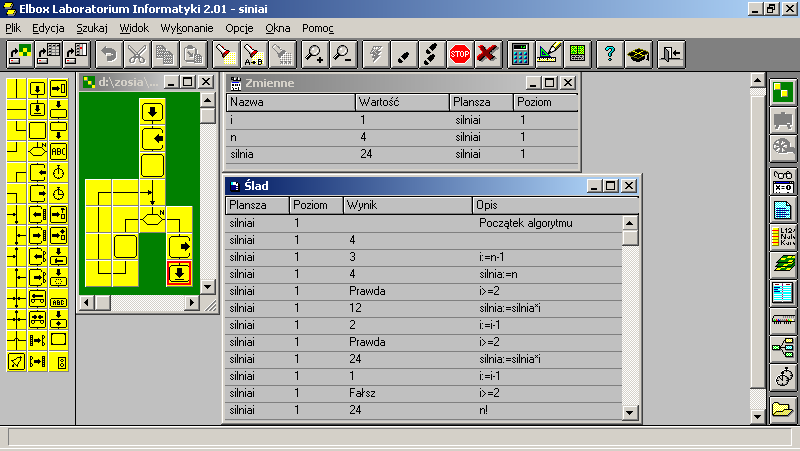 Elbox Laboratorium Informatyki 2.01 - siniai
Plik Edycja Szukaj Widok Wykonanie Opcje Okna Pomoc
A→B
STOP
?
d:\zosia\...
Zmienne
Nazwa Wartość Plansza Poziom
i 1 silniai 1
n 4 silniai 1
silnia 24 silniai 1
Ślad
Plansza Poziom Wynik Opis
silniai 1 Początek algorytmu
silniai 1 4
silniai 1 3 i:=n-1
silniai 1 4 silnia:=n
silniai 1 Prawda i>=2
silniai 1 12 silnia:=silnia*i
silniai 1 2 i:=i-1
silniai 1 Prawda i>=2
silniai 1 24 silnia:=silnia*i
silniai 1 1 i:=i-1
silniai 1 Fałsz i>=2
silniai 1 24 n!
N
ABC
ABC
N
X=0